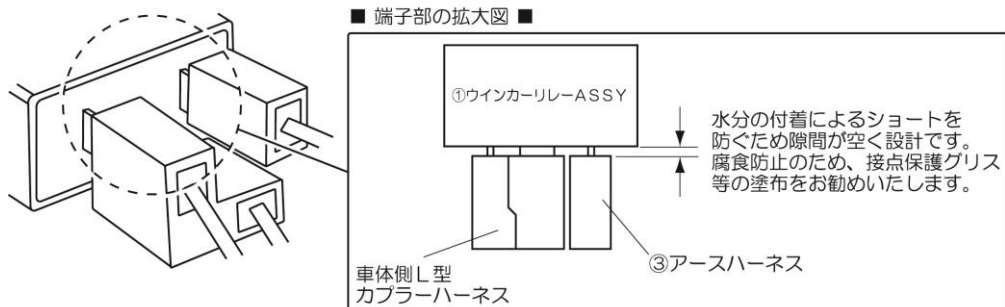 ■ 端子部の拡大図 ■
①ウインカーリレーASSY
水分の付着によるショートを
防ぐため隙間が空く設計です。
腐食防止のため、接点保護グリス
等の塗布をお勧めいたします。
③アースハーネス
車体側L型
カプラーハーネス